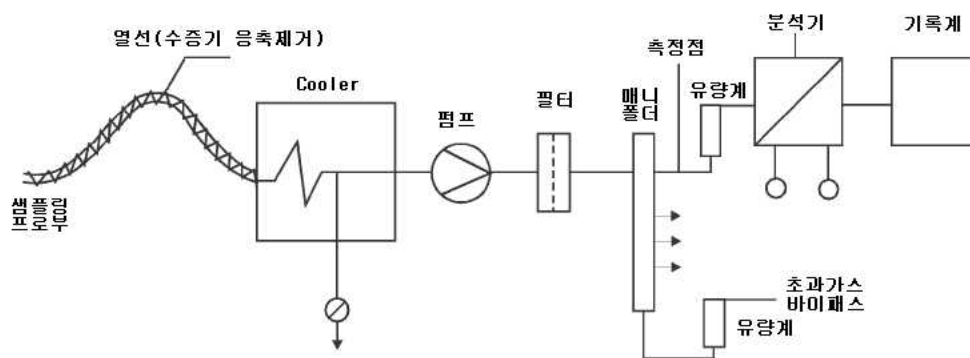 열선(수증기 응축제거)
Cooler
샘플링
프로부
펌프
필터
매니
폴더
측정점
유량계
분석기
기록계
초과가스
바이패스
유량계